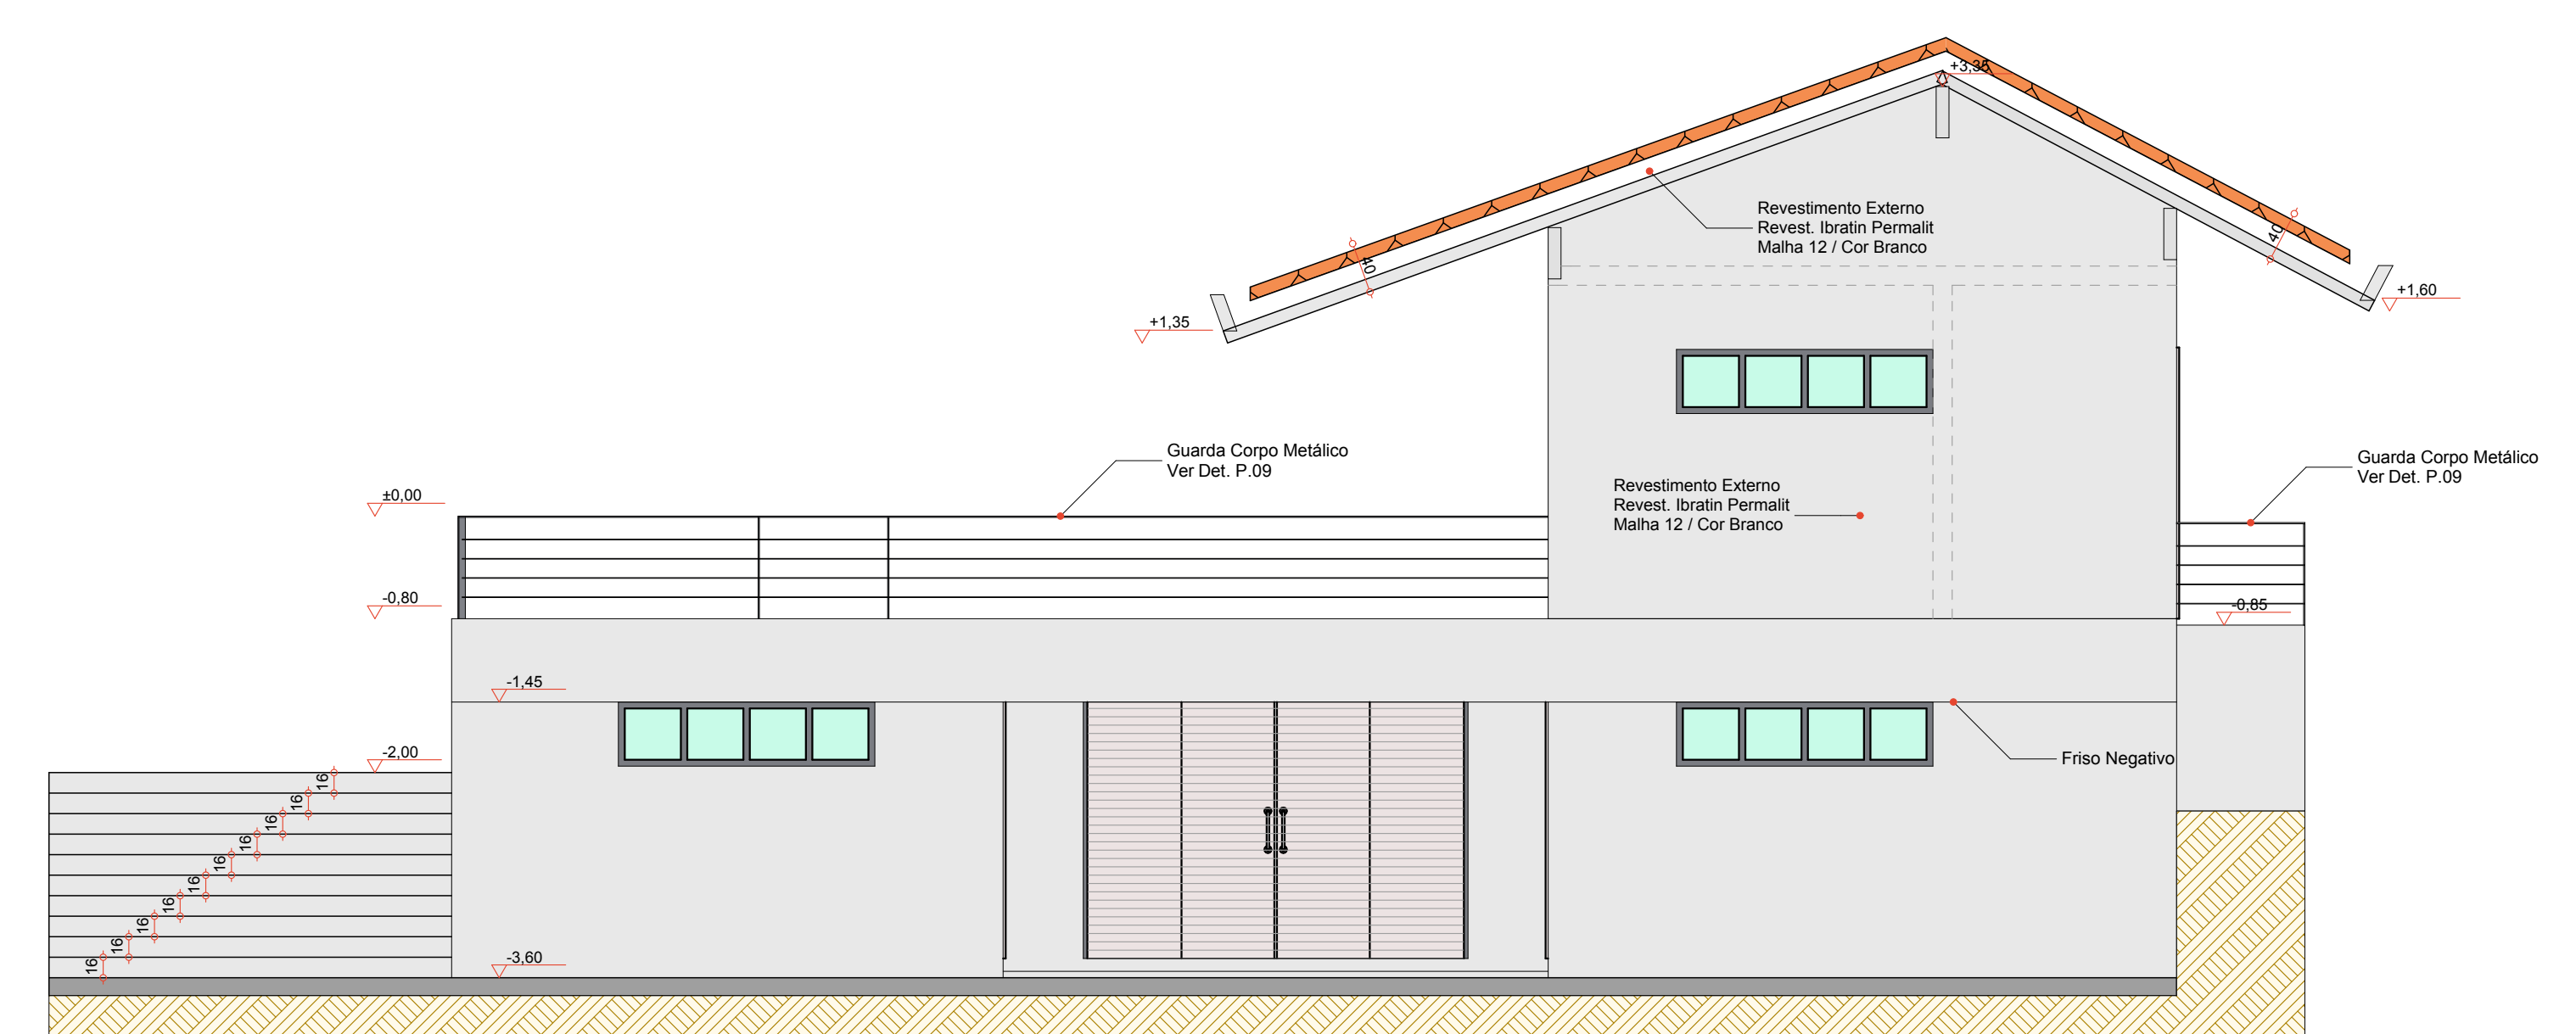 +3,35
Revestimento Externo
Revest. Ibratin Permalit
Malha 12 / Cor Branco
40
40
+1,60
+1,35
Guarda Corpo Metálico
Ver Det. P.09
Guarda Corpo Metálico
Ver Det. P.09
Revestimento Externo
Revest. Ibratin Permalit
Malha 12 / Cor Branco
±0,00
-0,80
-0,85
-1,45
-2,00
Friso Negativo
16
16
16
16
16
16
16
16
16
16
-3,60